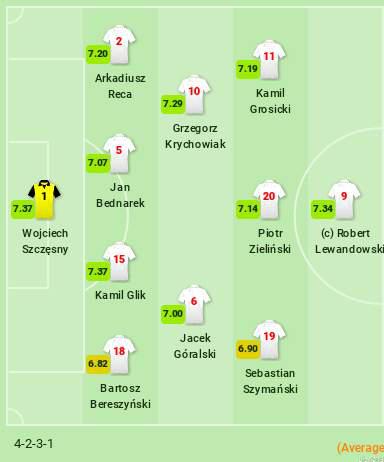 2
7.20
Arkadiusz
Reca
11
7.19
Kamil
Grosicki
10
7.29
Grzegorz
Krychowiak
5
7.07
Jan
Bednarek
1
7.37
Wojciech
Szczęsny
20
7.14
Piotr
Zieliński
9
7.34
(c) Robert
Lewandowski
15
7.37
Kamil Glik
6
7.00
Jacek
Góralski
18
6.82
Bartosz
Bereszyński
19
6.90
Sebastian
Szymański
4-2-3-1
(Average